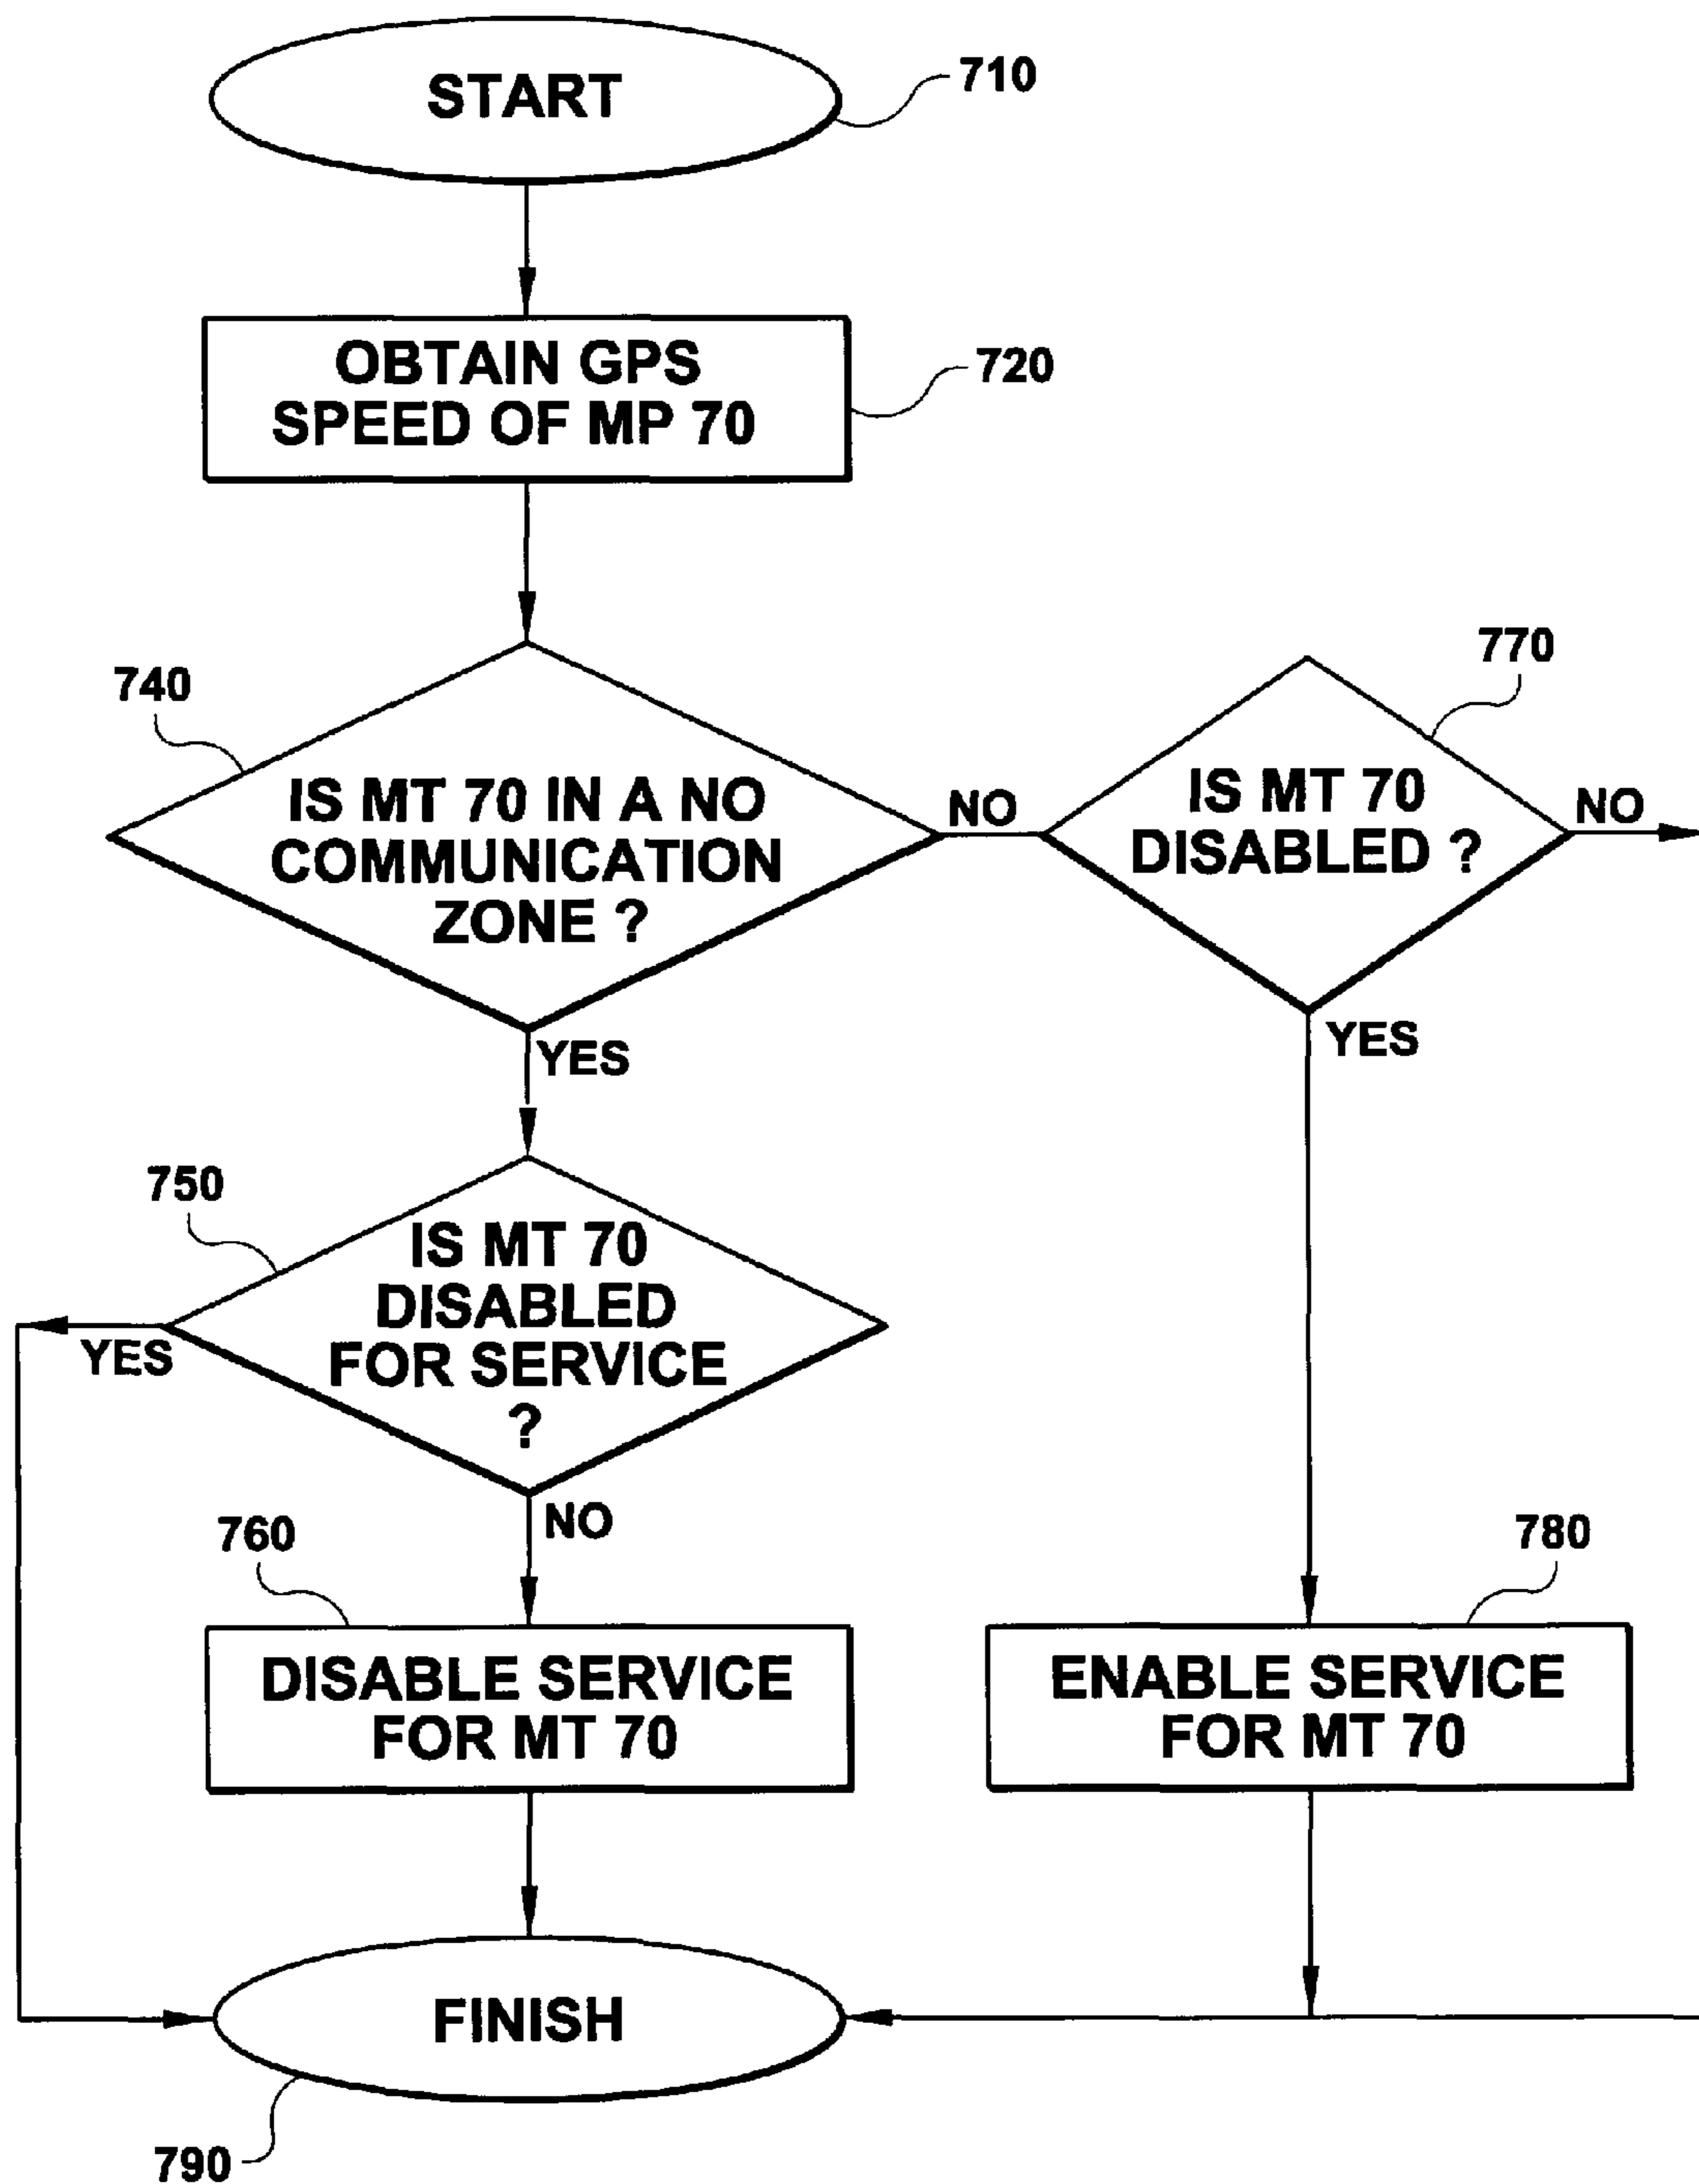 START
710
OBTAIN GPS
SPEED OF MP 70
720
740
IS MT 70 IN A NO
COMMUNICATION
ZONE ?
NO
770
IS MT 70
DISABLED ?
NO
YES
YES
750
IS MT 70
DISABLED
FOR SERVICE
?
YES
NO
760
DISABLE SERVICE
FOR MT 70
780
ENABLE SERVICE
FOR MT 70
FINISH
790